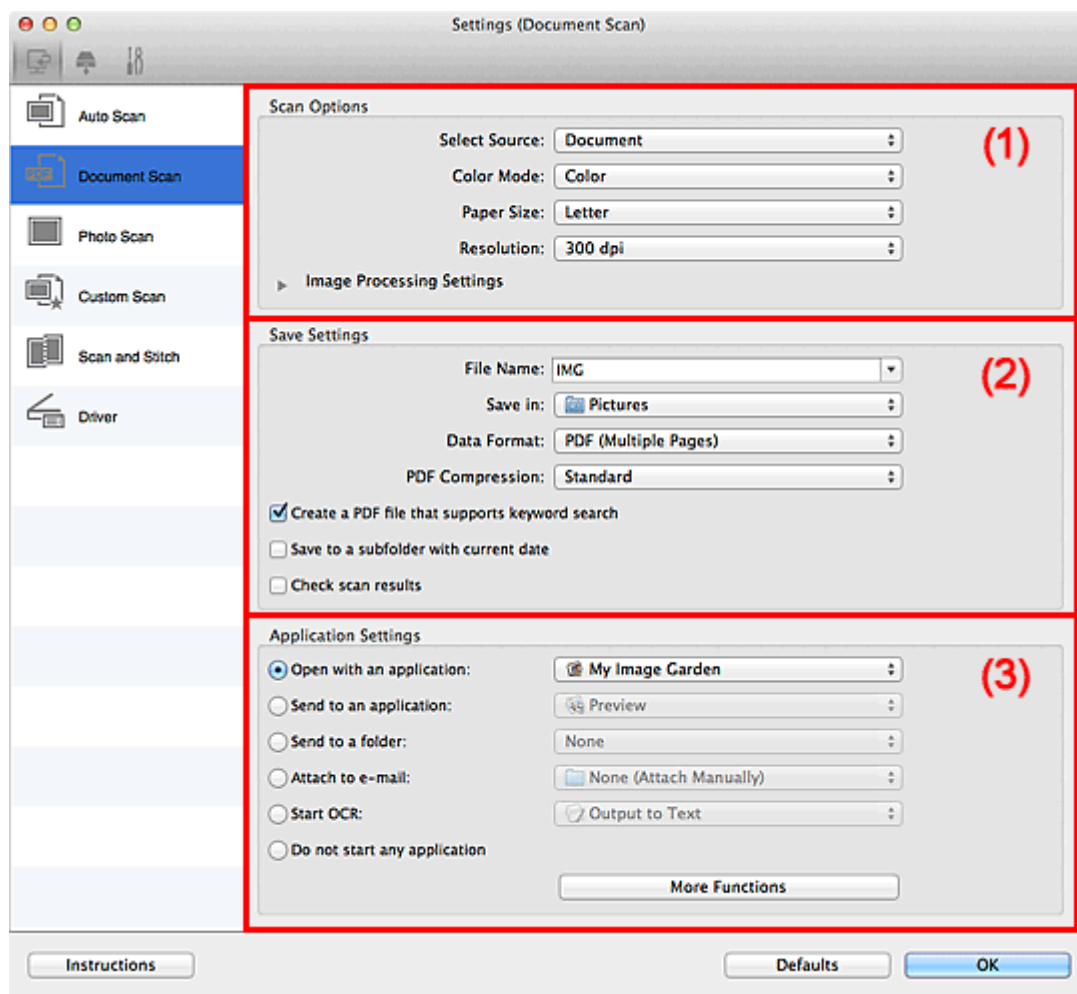 Settings (Document Scan)
Auto Scan
PDF Document Scan
Photo Scan
Custom Scan
Scan and Stitch
Driver
Scan Options
(1)
Select Source: Document
Color Mode: Color
Paper Size: Letter
Resolution: 300 dpi
Image Processing Settings
Save Settings
(2)
File Name: IMG
Save in: Pictures
Data Format: PDF (Multiple Pages)
PDF Compression: Standard
Create a PDF file that supports keyword search
Save to a subfolder with current date
Check scan results
Application Settings
(3)
Open with an application: My Image Garden
Send to an application: Preview
Send to a folder: None
Attach to e-mail: None (Attach Manually)
Start OCR: Output to Text
Do not start any application
More Functions
Instructions
Defaults
OK